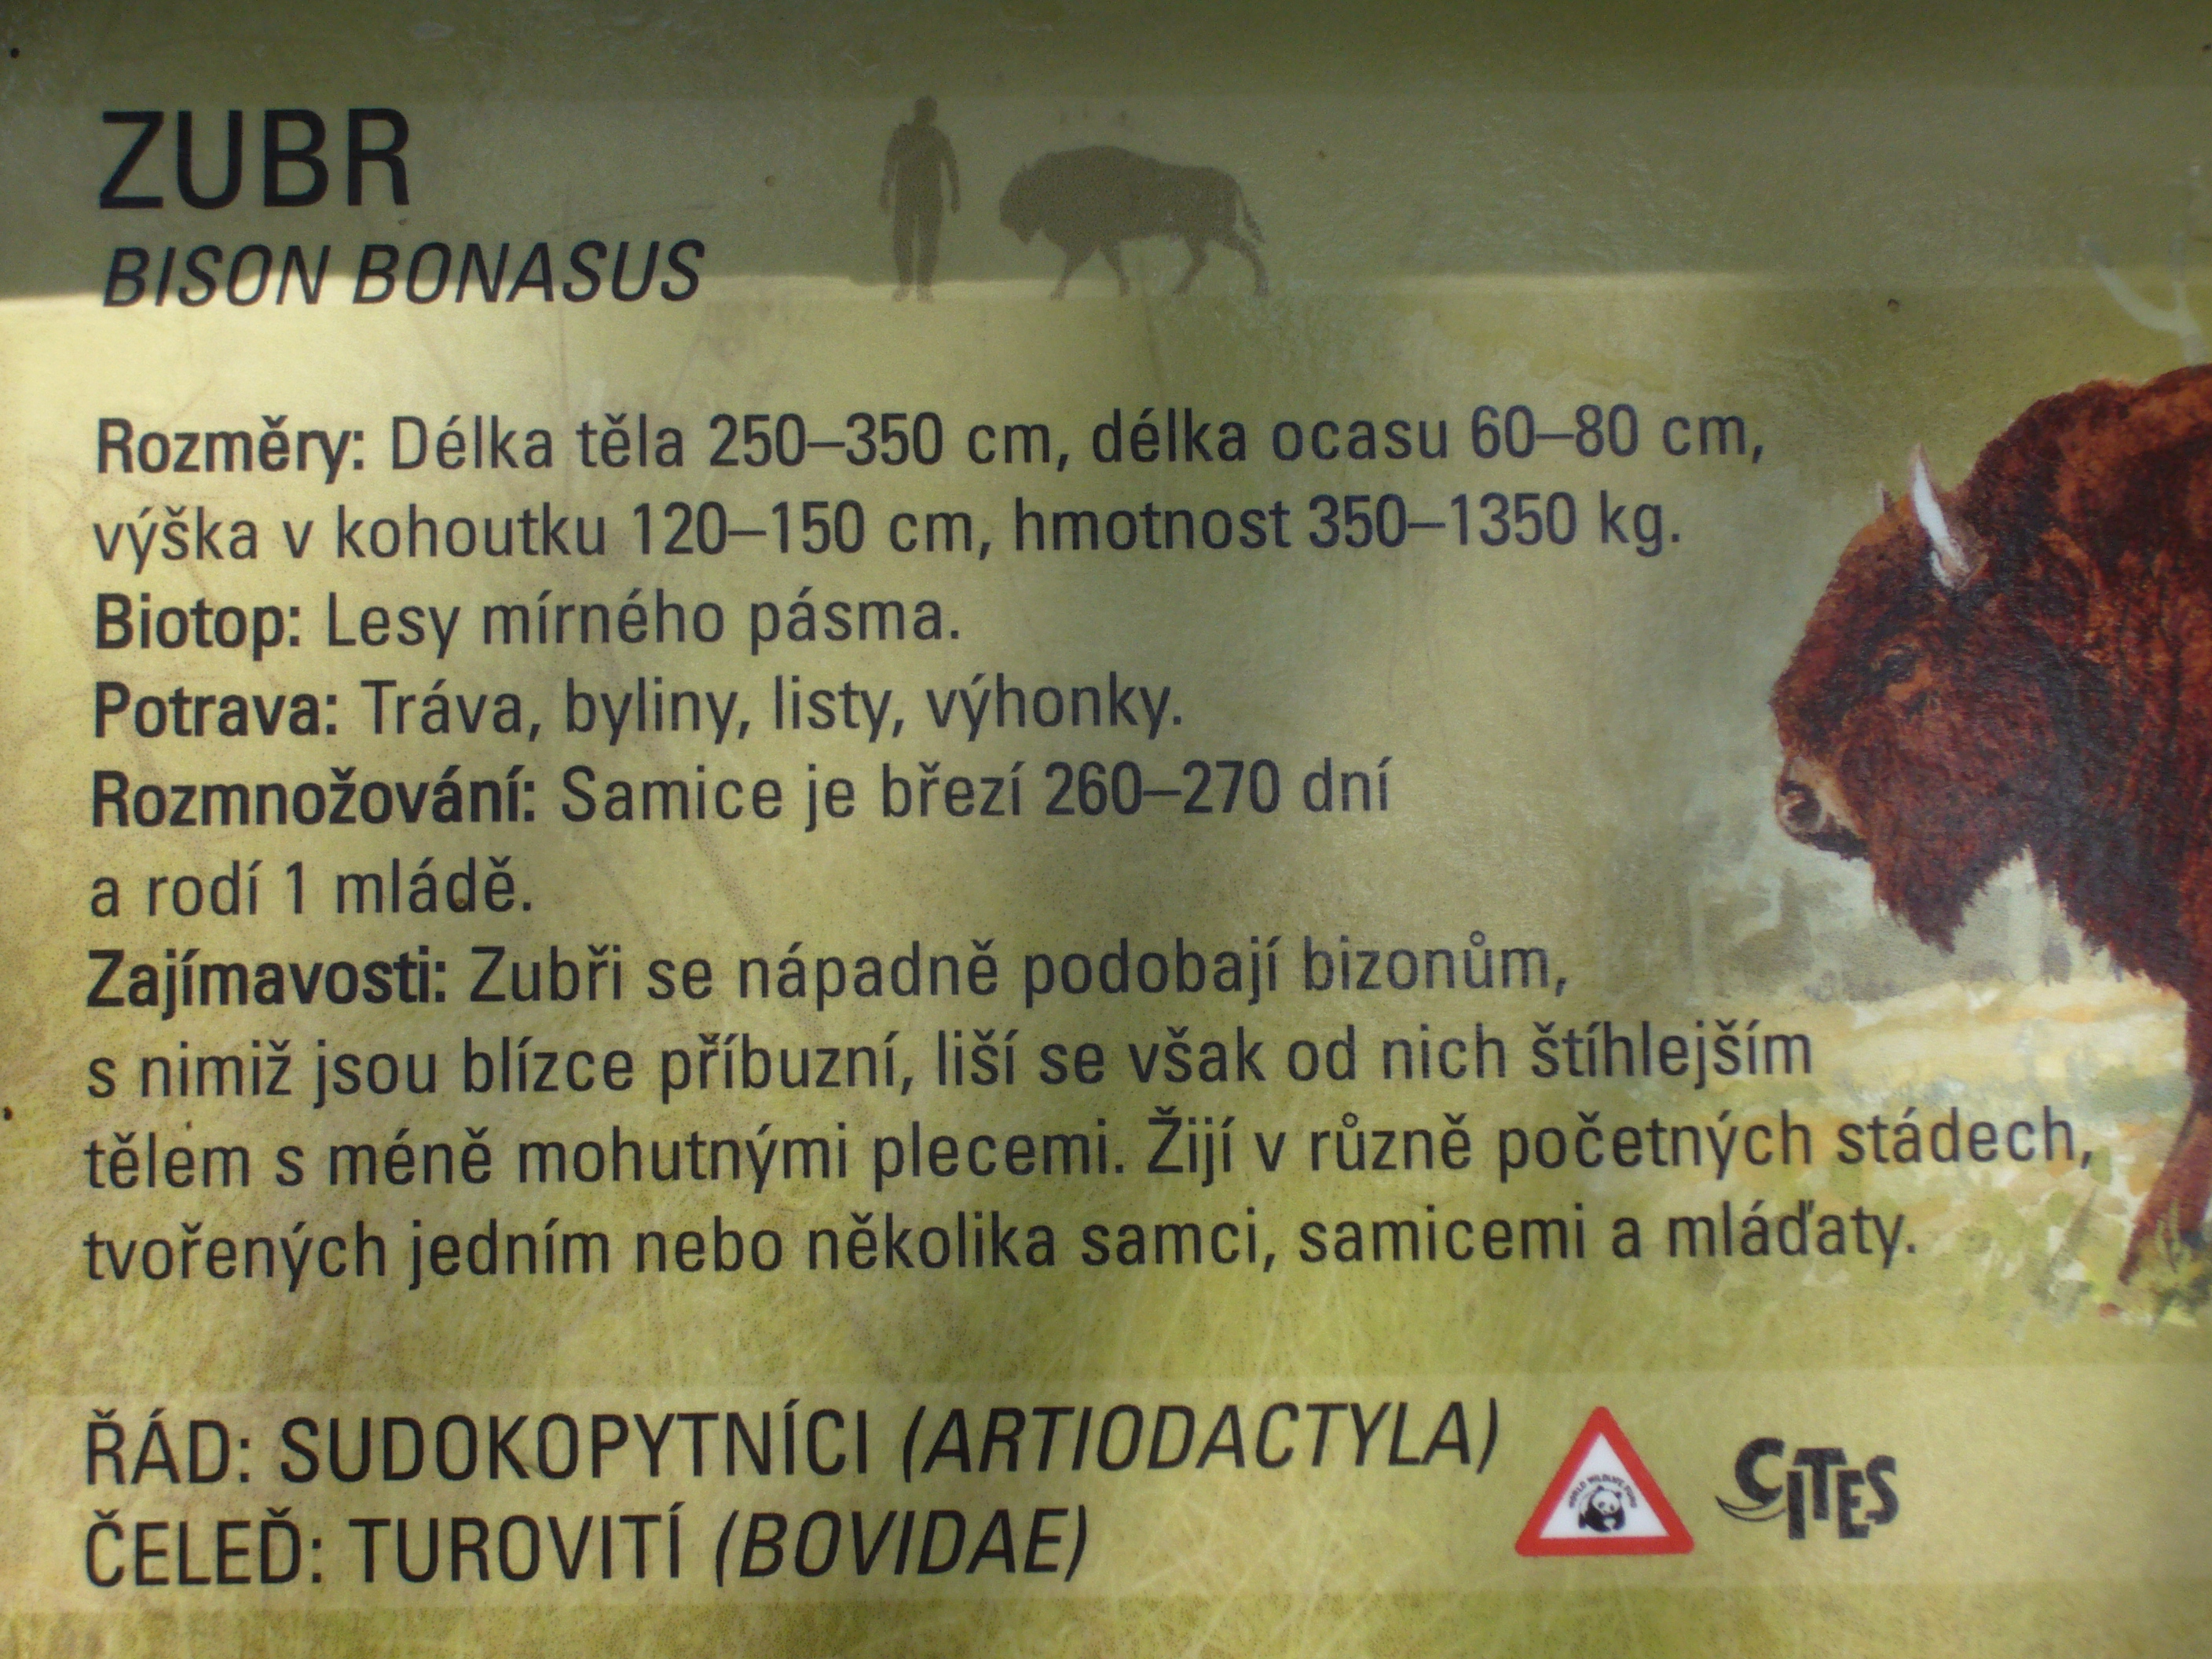 ZUBR
BISON BONASUS
Rozměry: Délka těla 250–350 cm, délka ocasu 60–80 cm,
výška v kohoutku 120–150 cm, hmotnost 350–1350 kg.
Biotop: Lesy mírného pásma.
Potrava: Tráva, byliny, listy, výhonky.
Rozmnožování: Samice je březí 260–270 dní
a rodí 1 mládě.
Zajímavosti: Zubři se nápadně podobají bizonům,
s nimiž jsou blízce příbuzní, liší se však od nich štíhlejším
tělem s méně mohutnými plecemi. Žijí v různě početných stádech,
tvořených jedním nebo několika samci, samicemi a mláďaty.
ŘÁD: SUDOKOPYTNÍCI (ARTIODACTYLA)
ČELEĎ: TUROVITÍ (BOVIDAE)
WORLD WILDLIFE FUND
CITES